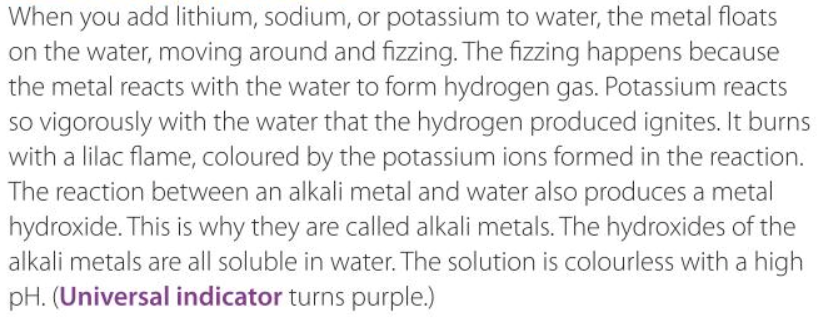 When you add lithium, sodium, or potassium to water, the metal floats
on the water, moving around and fizzing. The fizzing happens because
the metal reacts with the water to form hydrogen gas. Potassium reacts
so vigorously with the water that the hydrogen produced ignites. It burns
with a lilac flame, coloured by the potassium ions formed in the reaction.
The reaction between an alkali metal and water also produces a metal
hydroxide. This is why they are called alkali metals. The hydroxides of the
alkali metals are all soluble in water. The solution is colourless with a high
pH. (Universal indicator turns purple.)